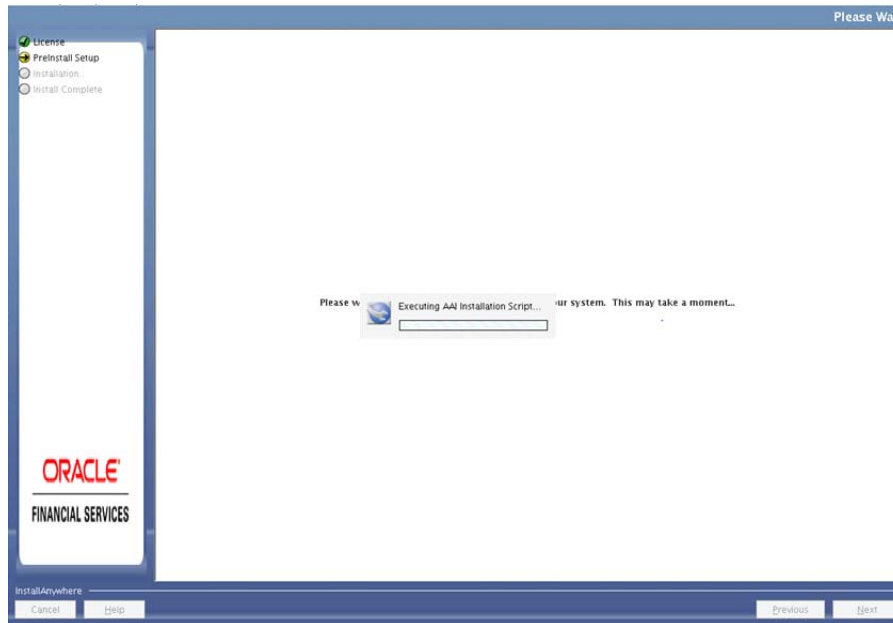 Please Wa
License
PreInstall Setup
Installation..
Install Complete
Please w
Executing AAI Installation Script...
ur system. This may take a moment...
ORACLE
FINANCIAL SERVICES
InstallAnywhere
Cancel Help Previous Next